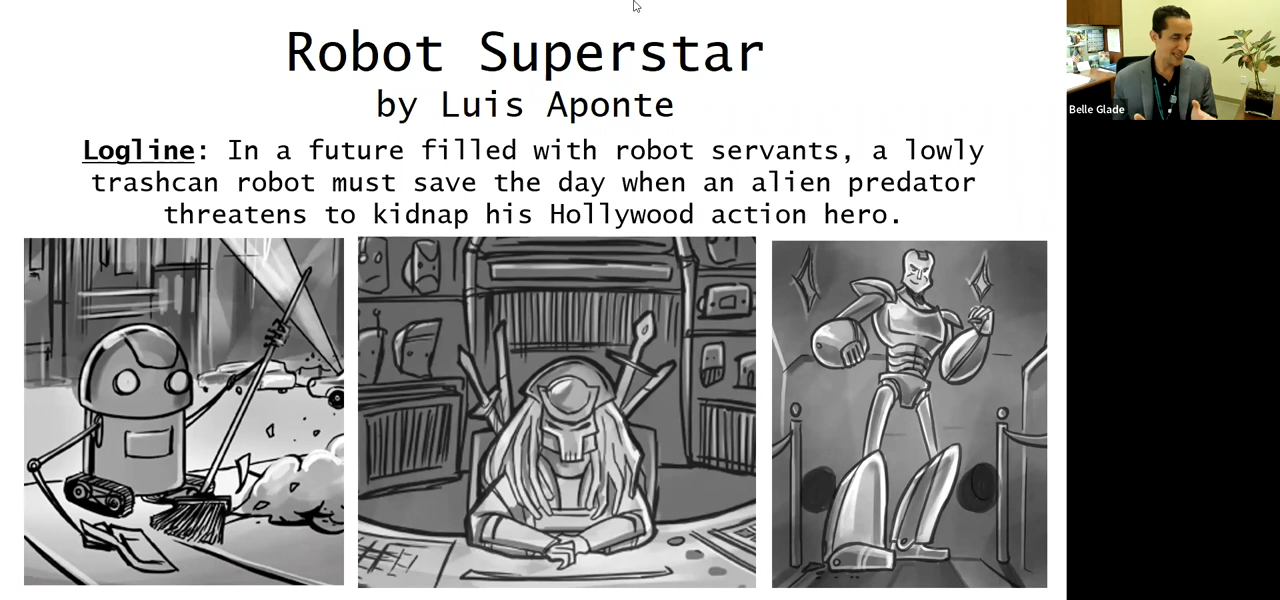 Robot Superstar
by Luis Aponte
Logline: In a future filled with robot servants, a lowly
trashcan robot must save the day when an alien predator
threatens to kidnap his Hollywood action hero.
Belle Glade